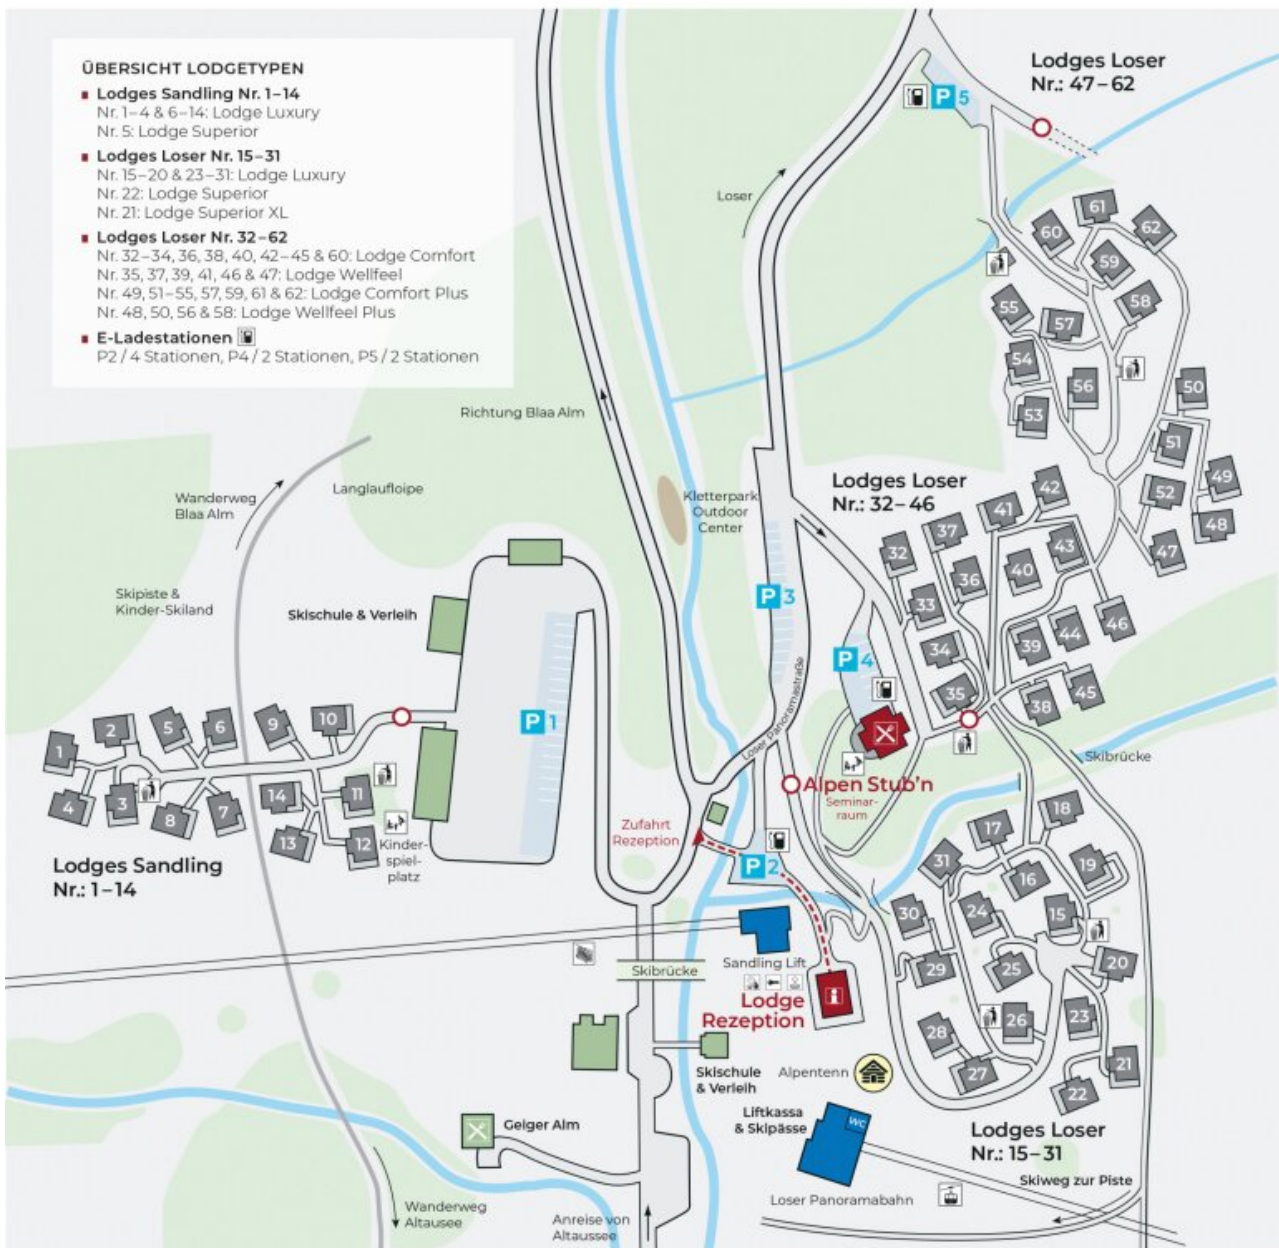 ÜBERSICHT LODGETYPEN
Lodges Sandling Nr. 1–14
Nr. 1–4 & 6–14: Lodge Luxury
Nr. 5: Lodge Superior
Lodges Loser Nr. 15–31
Nr. 15–20 & 23–31: Lodge Luxury
Nr. 22: Lodge Superior
Nr. 21: Lodge Superior XL
Lodges Loser Nr. 32–62
Nr. 32–34, 36, 38, 40, 42–45 & 60: Lodge Comfort
Nr. 35, 37, 39, 41, 46 & 47: Lodge Wellfeel
Nr. 49, 51–55, 57, 59, 61 & 62: Lodge Comfort Plus
Nr. 48, 50, 56 & 58: Lodge Wellfeel Plus
E-Ladestationen
P2 / 4 Stationen, P4 / 2 Stationen, P5 / 2 Stationen
Lodges Loser
Nr.: 47–62
P 5
Loser
61
62
60
59
58
55
57
54
56
50
53
51
49
52
48
47
Richtung Blaa Alm
Wanderweg
Blaa Alm
Langlaufloipe
Kletterpark
Outdoor
Center
Lodges Loser
Nr.: 32–46
42
41
37
32
43
40
36
33
46
44
39
34
45
38
35
Skipiste &
Kinder-Skiland
Skischule & Verleih
P 3
P 4
P 1
Loser Panoramastraße
Skibrücke
10
9
6
5
2
1
4
3
8
7
14
11
13
12
Kinder-
spiel-
platz
Lodges Sandling
Nr.: 1–14
Zufahrt
Rezeption
Alpen Stub'n
Seminar-
raum
P 2
18
17
31
19
16
30
24
15
29
25
20
23
26
28
21
27
22
Skibrücke
Sandling Lift
Lodge
Rezeption
Skischule
& Verleih
Alpentenn
Liftkassa
& Skipässe
WC
Lodges Loser
Nr.: 15–31
Geiger Alm
Skiweg zur Piste
Loser Panoramabahn
Wanderweg
Altausee
Anreise von
Altaussee